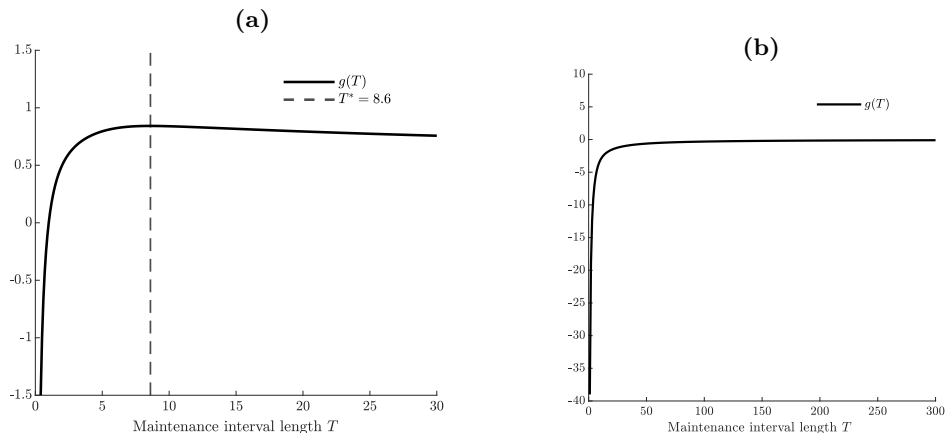 (a)
1.5
1
0.5
0
-0.5
-1
-1.5
g(T)
T* = 8.6
0 5 10 15 20 25 30
Maintenance interval length T
(b)
10
5
0
-5
-10
-15
-20
-25
-30
-35
-40
g(T)
0 50 100 150 200 250 300
Maintenance interval length T